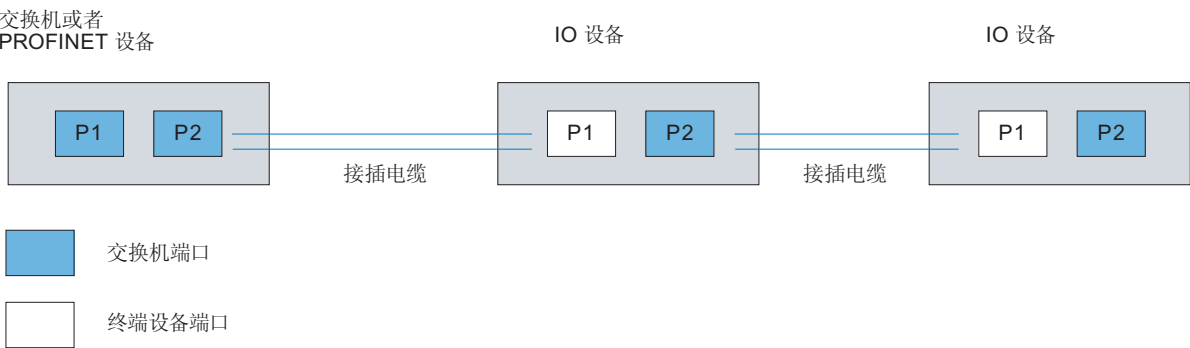 交换机或者
PROFINET 设备
IO 设备
IO 设备
P1
P2
P1
P2
P1
P2
接插电缆
接插电缆
交换机端口
终端设备端口